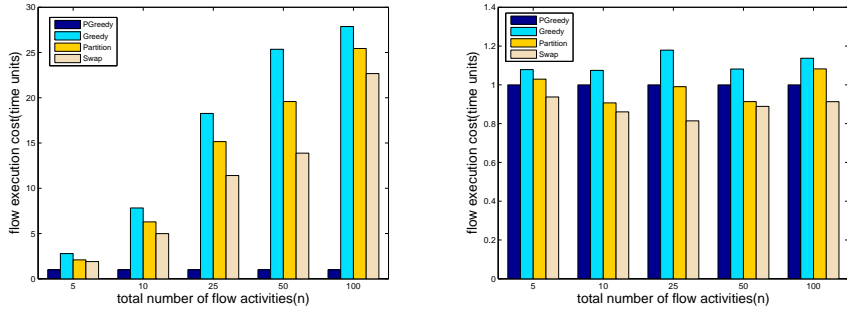 30
25
20
15
10
5
0
PGreedy
Greedy
Partition
Swap
flow execution cost(time units)
5 10 25 50 100
total number of flow activities(n)
1.4
1.2
1
0.8
0.6
0.4
0.2
0
PGreedy
Greedy
Partition
Swap
flow execution cost(time units)
5 10 25 50 100
total number of flow activities(n)